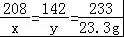 208/x = 142/y = 233/23.3g